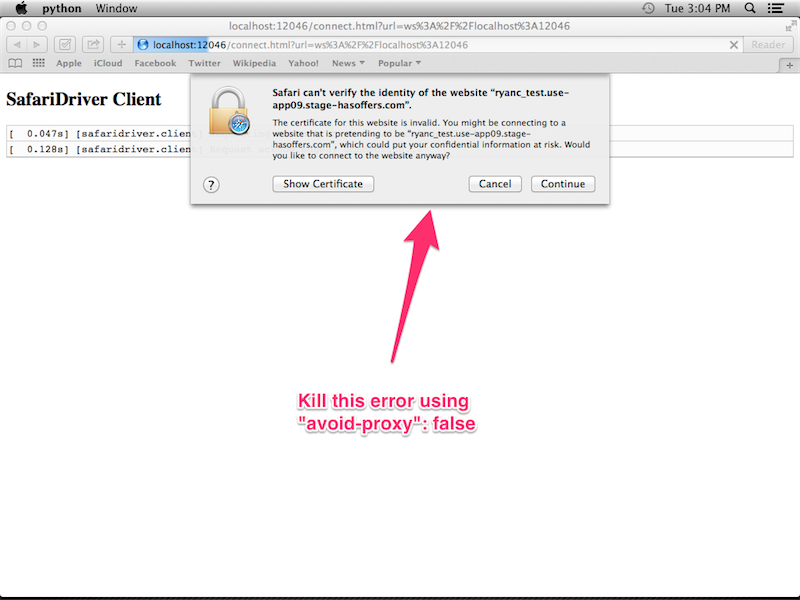 python Window Tue 3:04 PM
localhost:12046/connect.html?url=ws%3A%2F%2Flocalhost%3A12046
localhost:12046/connect.html?url=ws%3A%2F%2Flocalhost%3A12046 Reader
Apple iCloud Facebook Twitter Wikipedia Yahoo! News Popular
SafariDriver Client
[ 0.047s] [safaridriver.client]
[ 0.128s] [safaridriver.client]
Safari can't verify the identity of the website "ryanc_test.use-
app09.stage-hasoffers.com".
The certificate for this website is invalid. You might be connecting to a
website that is pretending to be "ryanc_test.use-app09.stage-
hasoffers.com", which could put your confidential information at risk. Would
you like to connect to the website anyway?
? Show Certificate Cancel Continue
Kill this error using
"avoid-proxy": false